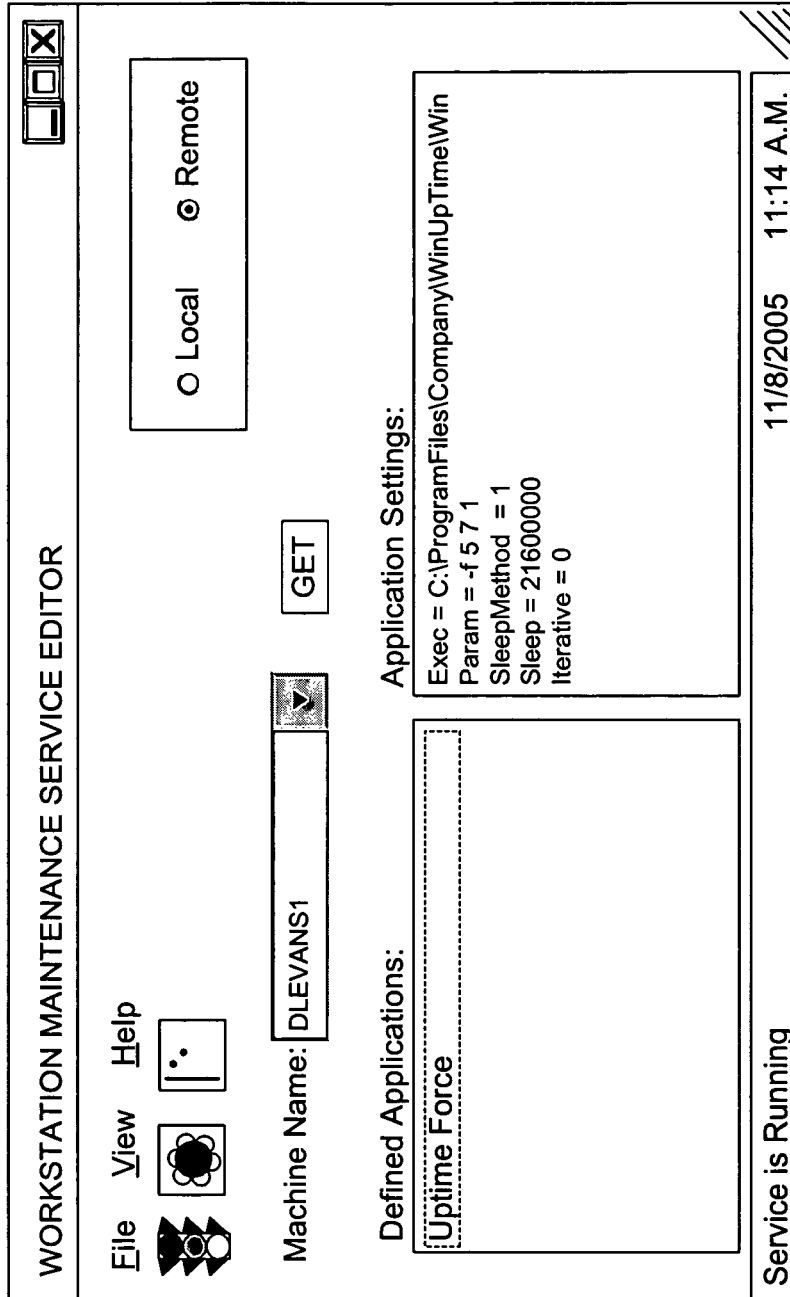 WORKSTATION MAINTENANCE SERVICE EDITOR
File View Help
Local Remote
Machine Name: DLEVANS1 GET
Defined Applications:
Uptime Force
Application Settings:
Exec = C:\ProgramFiles\Company\WinUpTime\Win
Param = -f 5 7 1
SleepMethod = 1
Sleep = 21600000
Iterative = 0
Service is Running 11/8/2005 11:14 A.M.